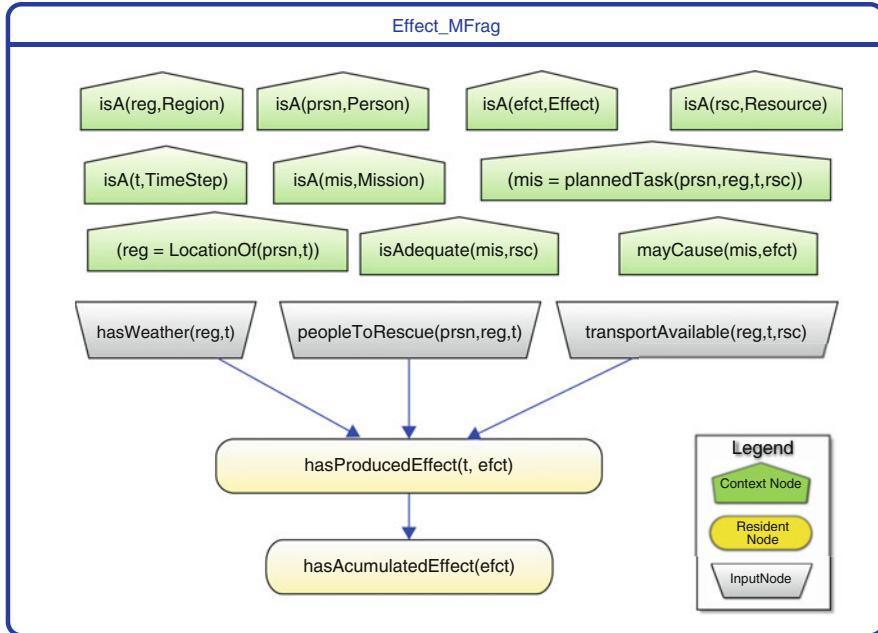 Effect_MFrag
isA(reg,Region)
isA(prsn,Person)
isA(efct,Effect)
isA(rsc,Resource)
isA(t,TimeStep)
isA(mis,Mission)
(mis = plannedTask(prsn,reg,t,rsc))
(reg = LocationOf(prsn,t))
isAdequate(mis,rsc)
mayCause(mis,efct)
hasWeather(reg,t)
peopleToRescue(prsn,reg,t)
transportAvailable(reg,t,rsc)
hasProducedEffect(t, efct)
hasAcumulatedEffect(efct)
Legend
Context Node
Resident
Node
InputNode